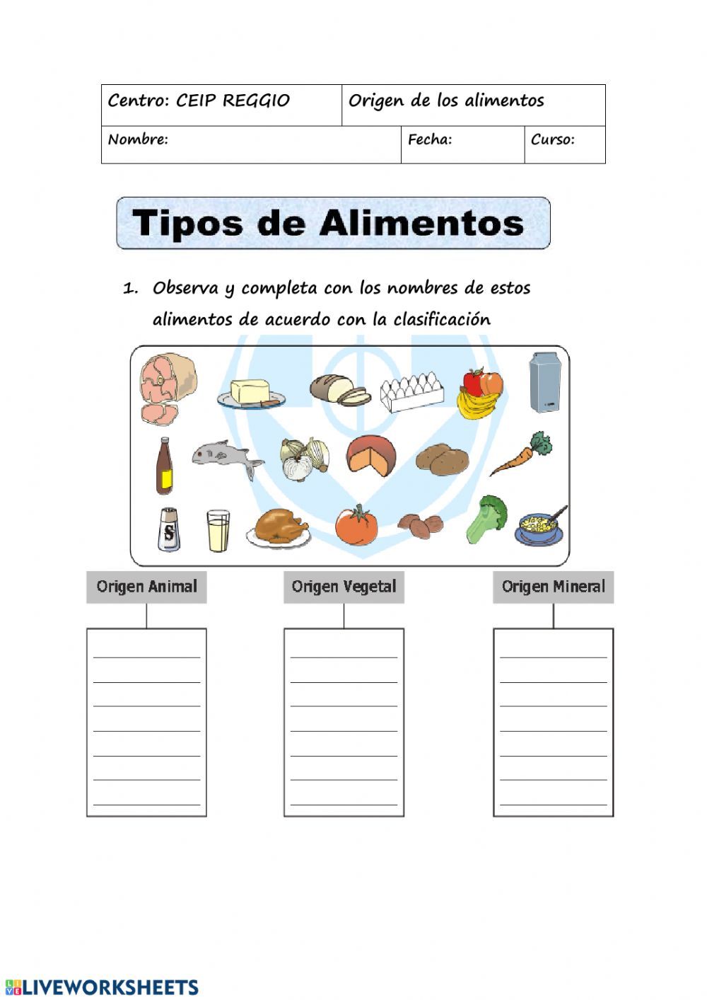 Centro: CEIP REGGIO
Origen de los alimentos
Nombre:
Fecha:
Curso:
Tipos de Alimentos
1. Observa y completa con los nombres de estos
alimentos de acuerdo con la clasificación
S
Origen Animal
Origen Vegetal
Origen Mineral
LIVE LIVEWORKSHEETS